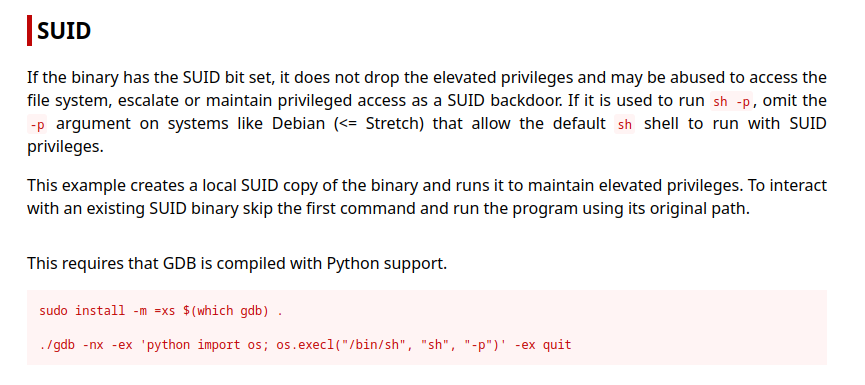 SUID
If the binary has the SUID bit set, it does not drop the elevated privileges and may be abused to access the
file system, escalate or maintain privileged access as a SUID backdoor. If it is used to run sh -p, omit the
-p argument on systems like Debian (<= Stretch) that allow the default sh shell to run with SUID
privileges.
This example creates a local SUID copy of the binary and runs it to maintain elevated privileges. To interact
with an existing SUID binary skip the first command and run the program using its original path.
This requires that GDB is compiled with Python support.
sudo install -m =xs $(which gdb) .
./gdb -nx -ex 'python import os; os.execl("/bin/sh", "sh", "-p")' -ex quit